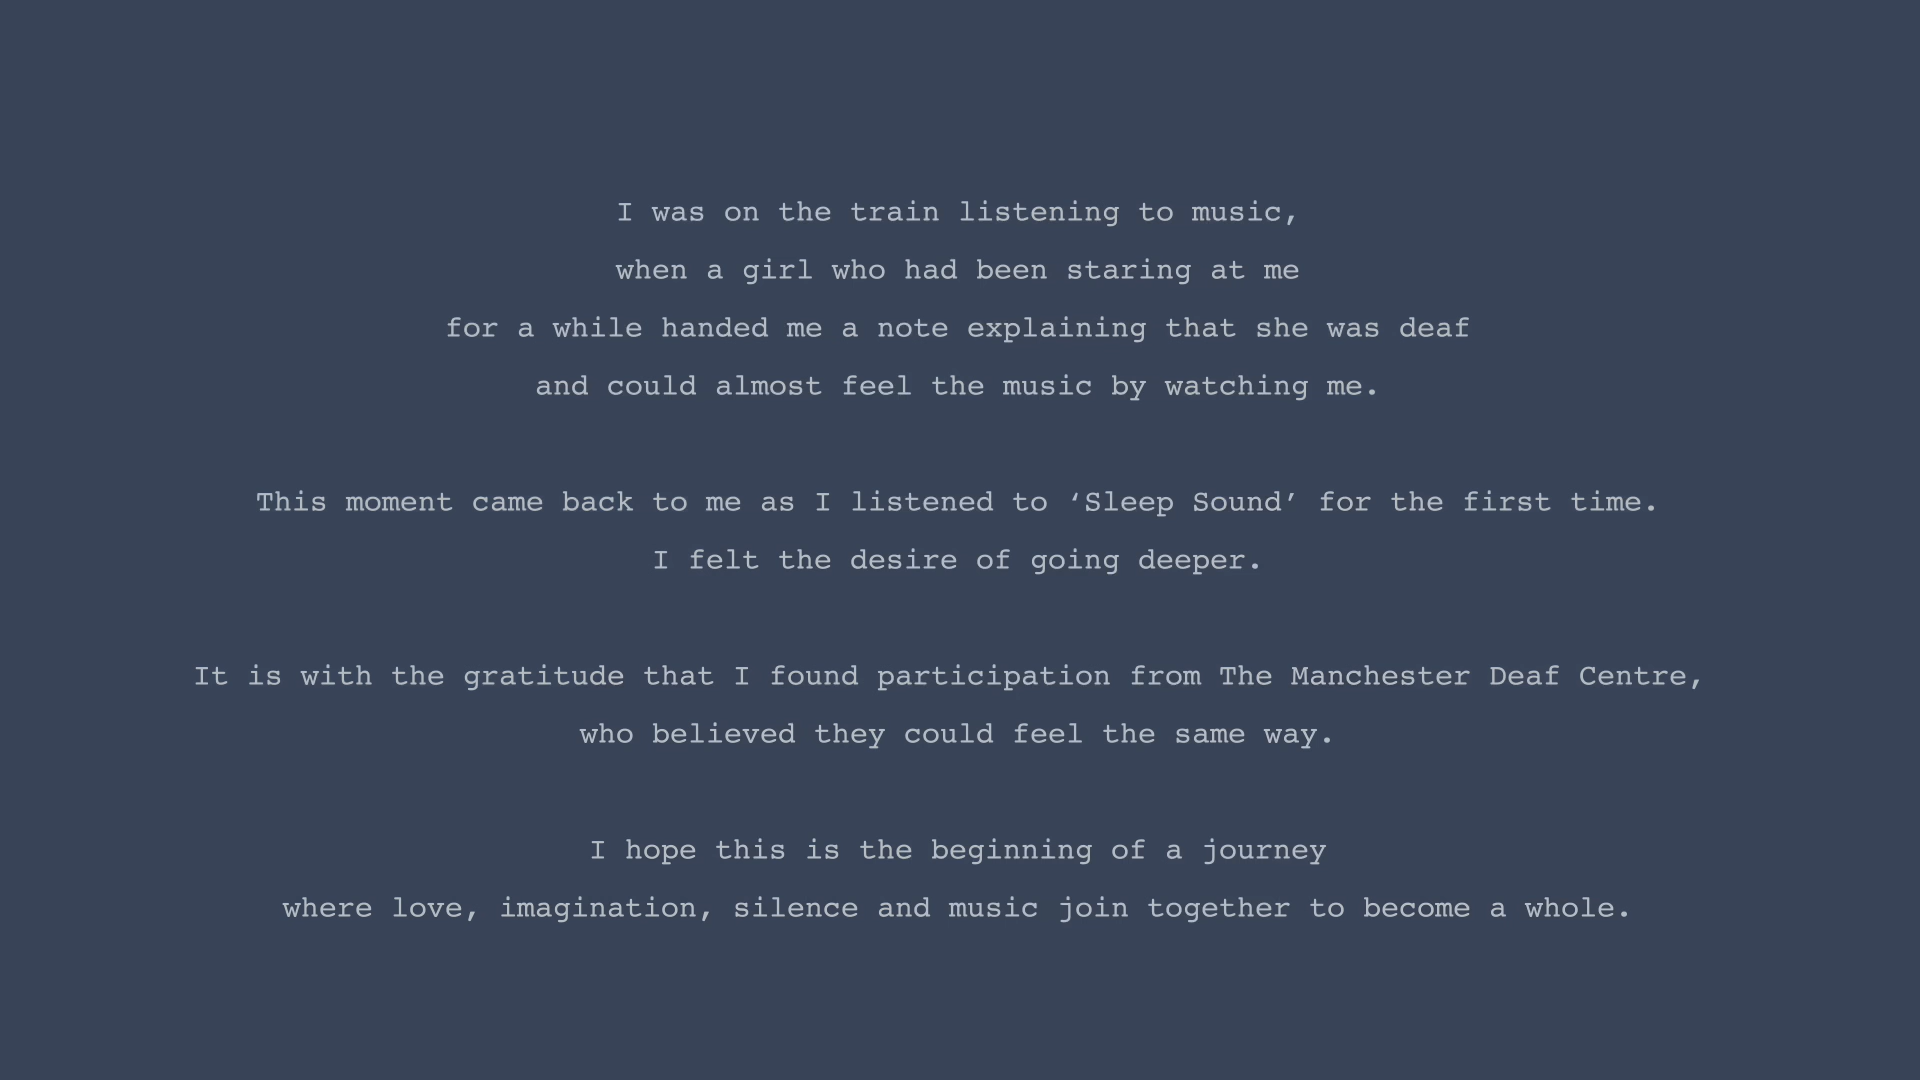 I was on the train listening to music,
when a girl who had been staring at me
for a while handed me a note explaining that she was deaf
and could almost feel the music by watching me.
This moment came back to me as I listened to ‘Sleep Sound’ for the first time.
I felt the desire of going deeper.
It is with the gratitude that I found participation from The Manchester Deaf Centre,
who believed they could feel the same way.
I hope this is the beginning of a journey
where love, imagination, silence and music join together to become a whole.